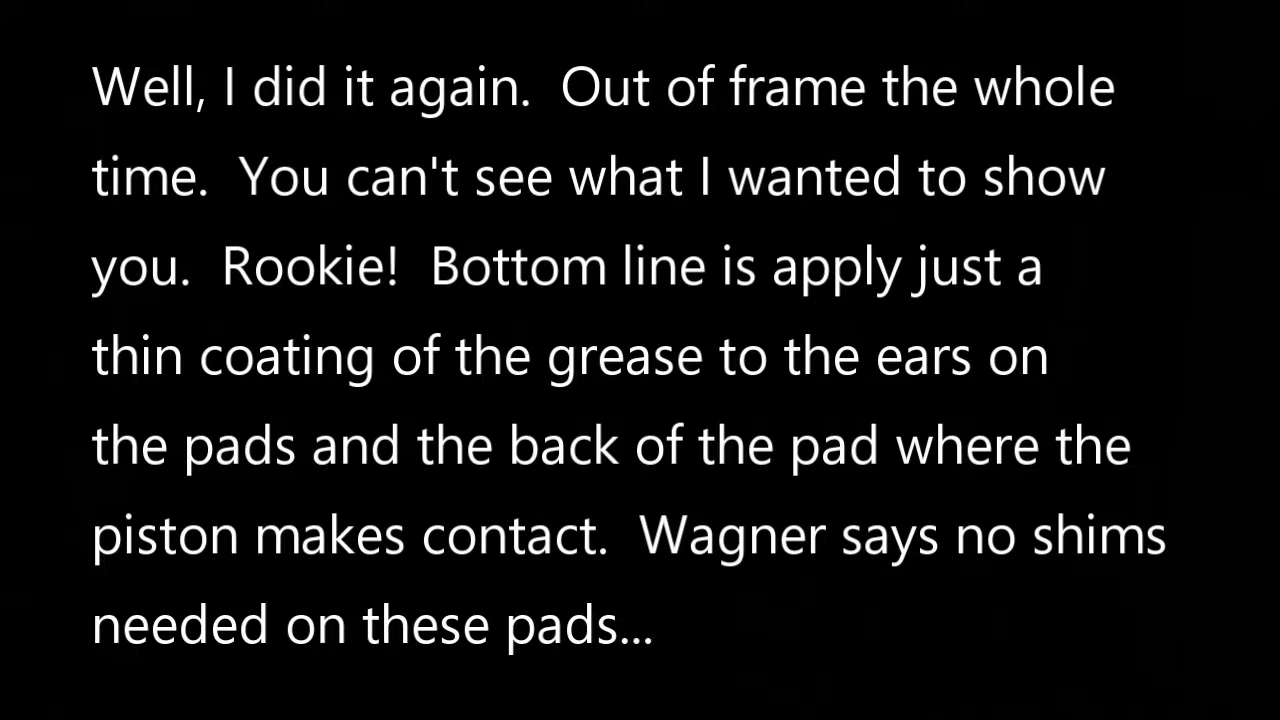 Well, I did it again.  Out of frame the whole
time.  You can't see what I wanted to show
you.  Rookie!  Bottom line is apply just a
thin coating of the grease to the ears on
the pads and the back of the pad where the
piston makes contact.  Wagner says no shims
needed on these pads...